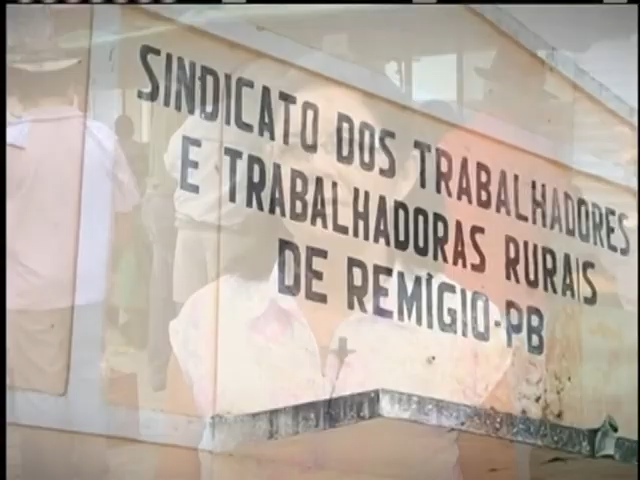 SINDICATO DOS TRABALHADORES
E TRABALHADORAS RURAIS
DE REMÍGIO-PB